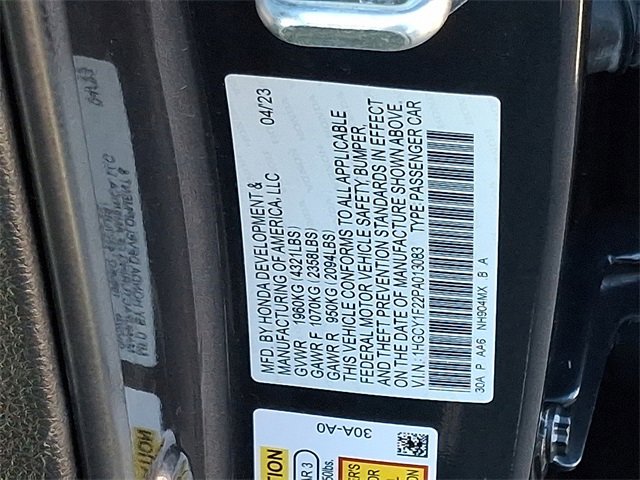 MFD. BY HONDA DEVELOPMENT & 04/23
MANUFACTURING OF AMERICA, LLC
GVWR 1960KG (4321LBS)
GAWR F 1070KG (2358LBS)
GAWR R 950KG (2094LBS)
THIS VEHICLE CONFORMS TO ALL APPLICABLE
FEDERAL MOTOR VEHICLE SAFETY, BUMPER,
AND THEFT PREVENTION STANDARDS IN EFFECT
ON THE DATE OF MANUFACTURE SHOWN ABOVE.
V.I.N.: 1HGCY1F22PA013083 TYPE: PASSENGER CAR
30A P AA6 NH904MX B A
30A-A0